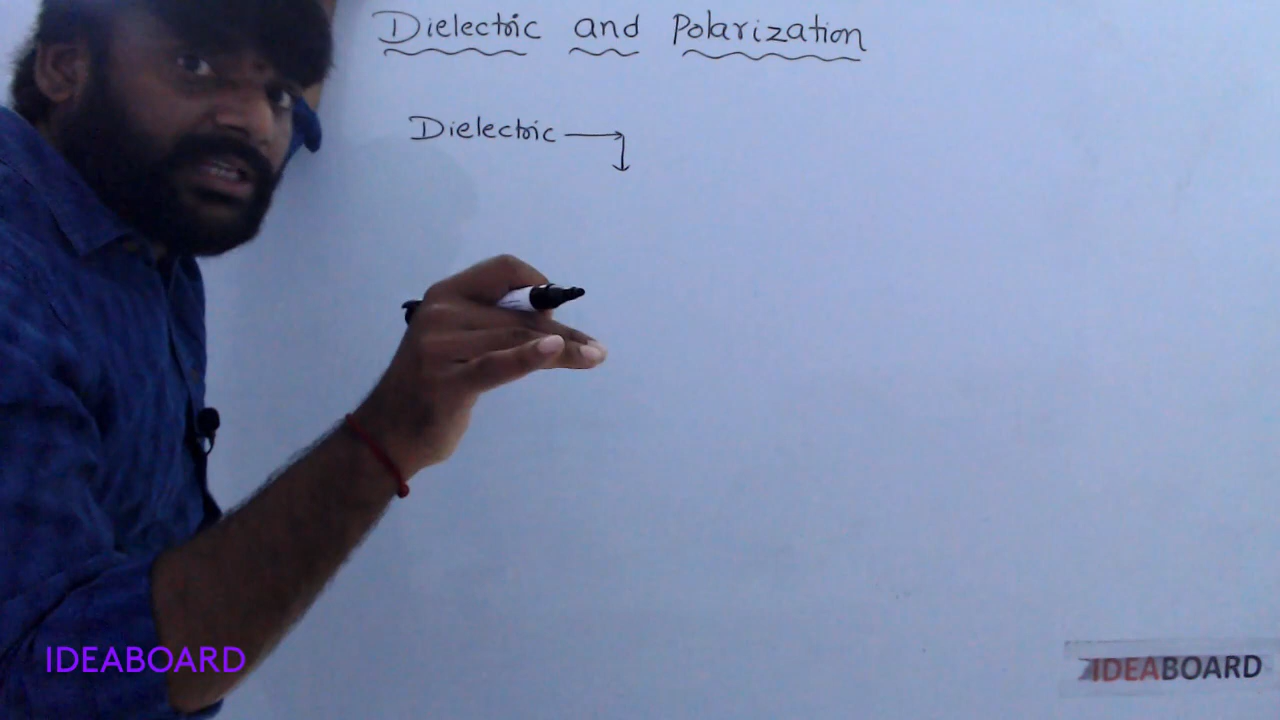 Dielectric and Polarization
Dielectric
IDEABOARD
IDEABOARD